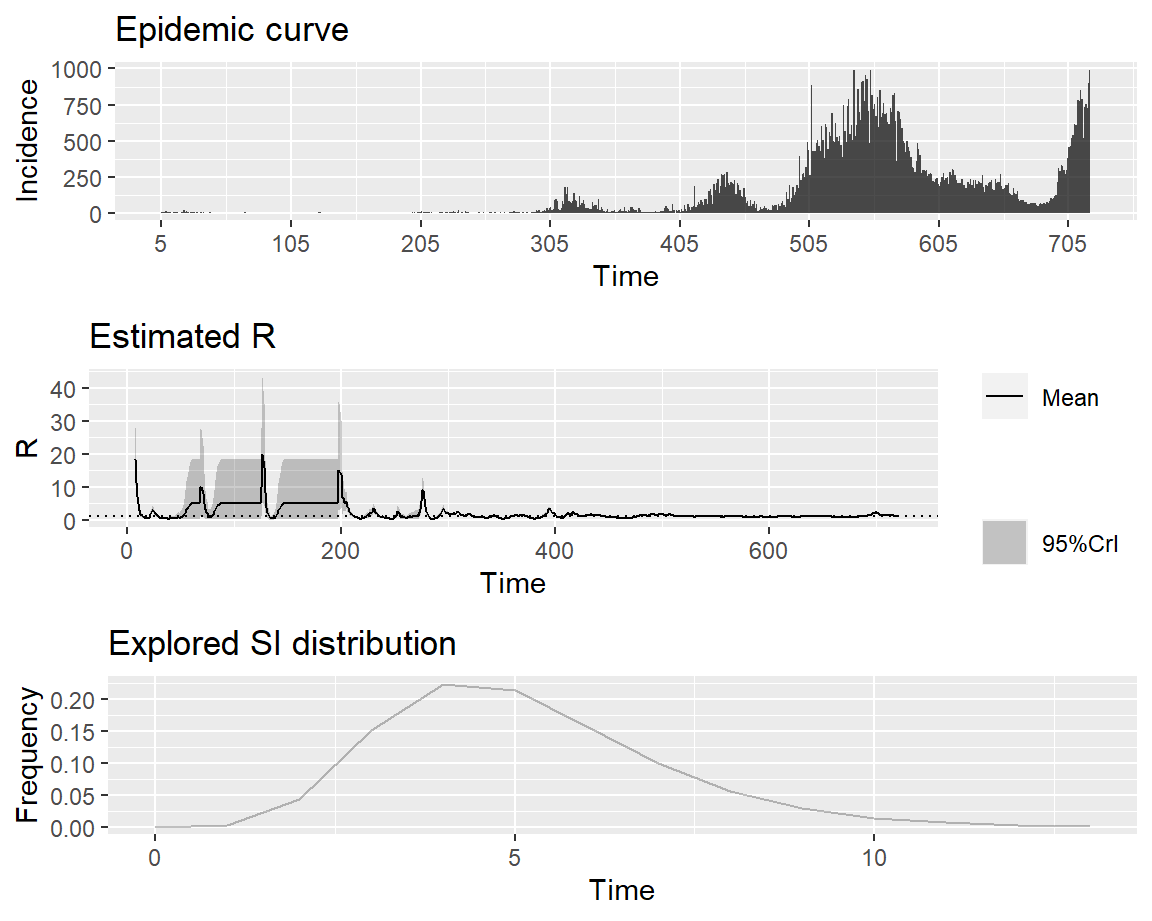 Epidemic curve
1000
750
500
250
0
Incidence
5 105 205 305 405 505 605 705
Time
Estimated R
40
30
20
10
0
R
0 200 400 600
Time
Mean
95%CrI
Explored SI distribution
0.20
0.15
0.10
0.05
0.00
Frequency
0 5 10
Time